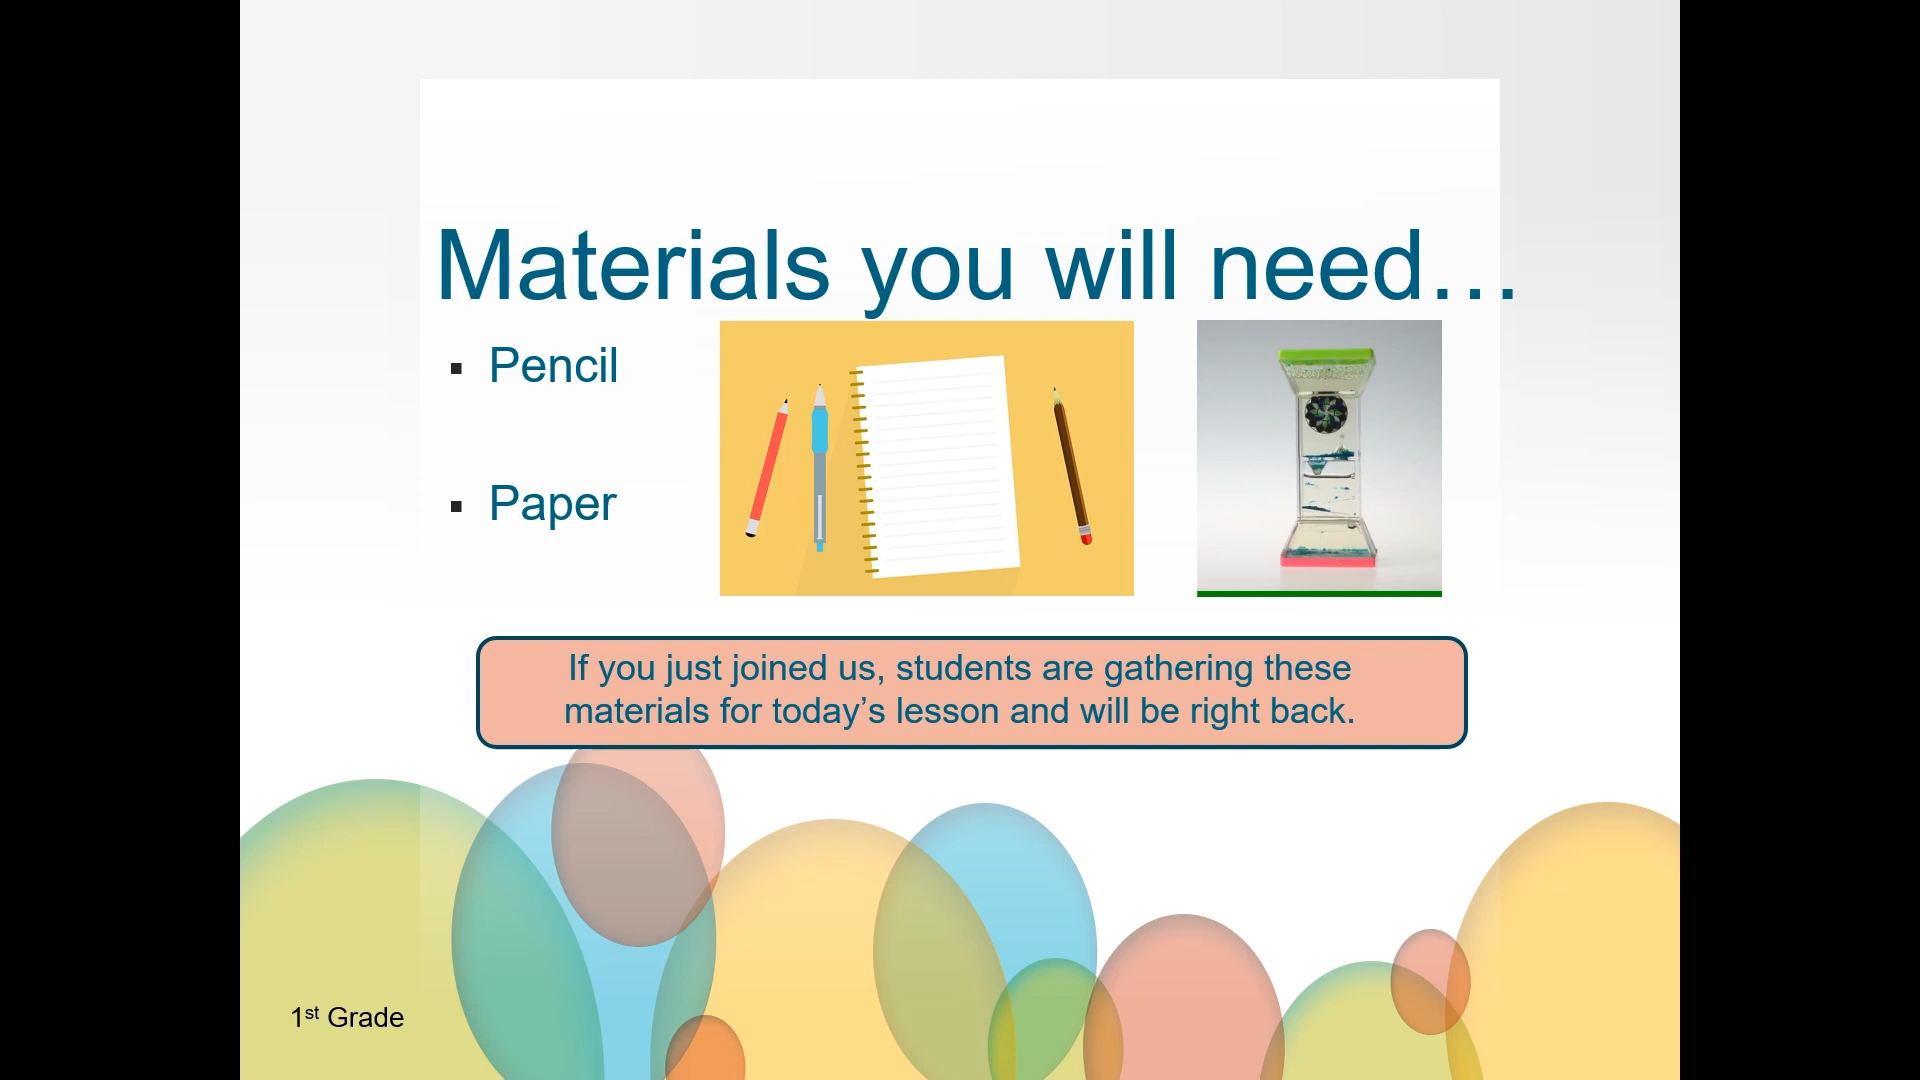 Materials you will need…
▪ Pencil
▪ Paper
If you just joined us, students are gathering these
materials for today’s lesson and will be right back.
1st Grade